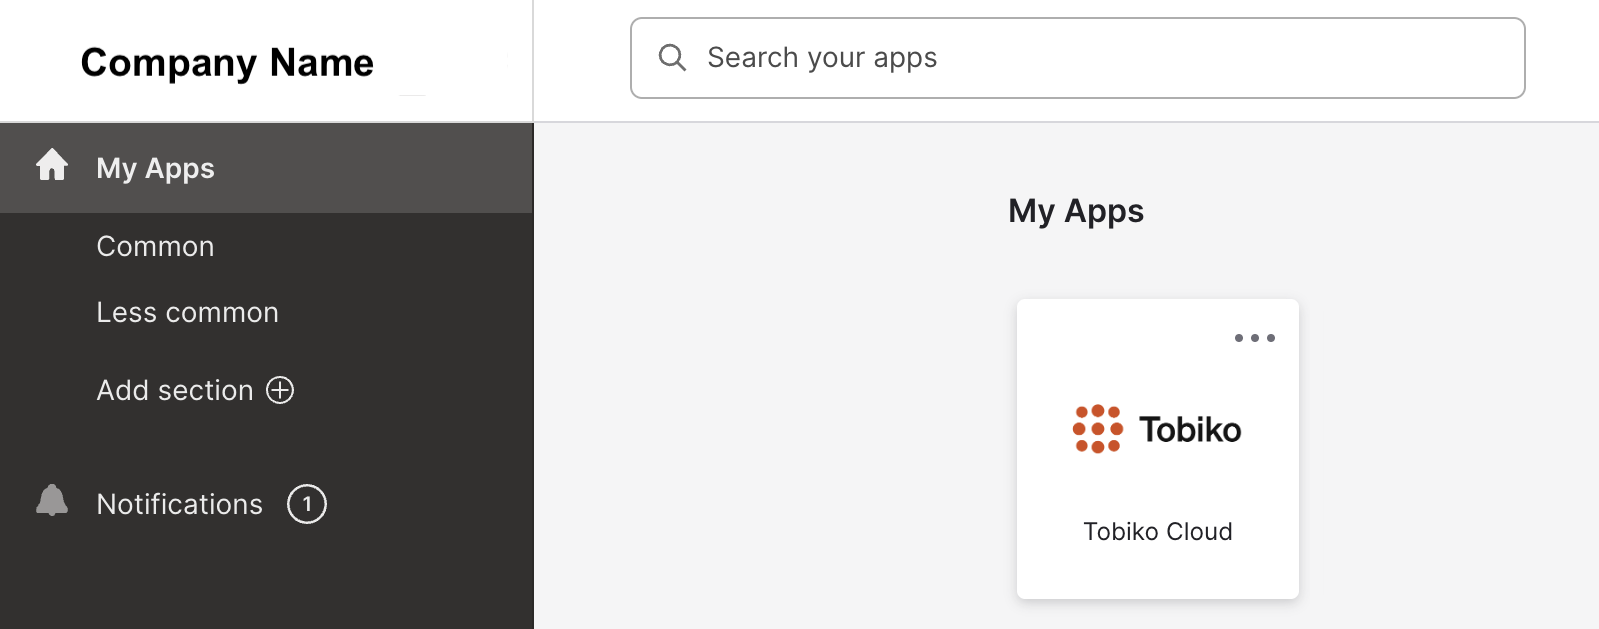 Company Name
Search your apps
My Apps
Common
Less common
Add section
Notifications 1
My Apps
Tobiko
Tobiko Cloud